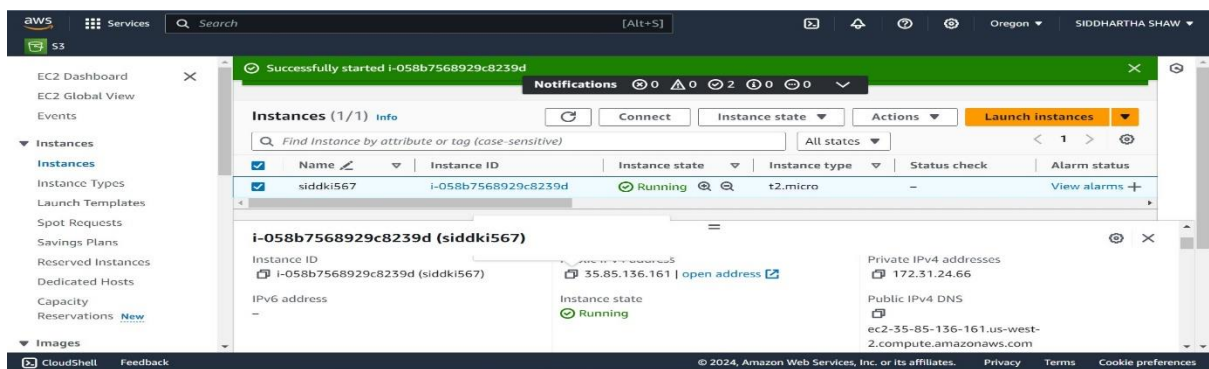 aws Services Search [Alt+S] Oregon SIDDHARTHA SHAW
S3
EC2 Dashboard
EC2 Global View
Events
Instances
Instances
Instance Types
Launch Templates
Spot Requests
Savings Plans
Reserved Instances
Dedicated Hosts
Capacity
Reservations New
Images
Successfully started i-058b7568929c8239d
Notifications 0 0 2 0 0
Instances (1/1) Info Connect Instance state Actions Launch instances
Find Instance by attribute or tag (case-sensitive) All states 1
Name Instance ID Instance state Instance type Status check Alarm status
siddki567 i-058b7568929c8239d Running t2.micro – View alarms +
i-058b7568929c8239d (siddki567)
Instance ID Private IPv4 addresses
i-058b7568929c8239d (siddki567) 35.85.136.161 | open address 172.31.24.66
IPv6 address Instance state Public IPv4 DNS
– Running
ec2-35-85-136-161.us-west-
2.compute.amazonaws.com
CloudShell Feedback © 2024, Amazon Web Services, Inc. or its affiliates. Privacy Terms Cookie preferences